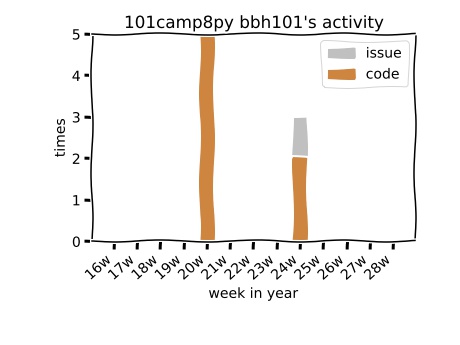 101camp8py bbh101's activity
issue
code
times
5
4
3
2
1
0
16w 17w 18w 19w 20w 21w 22w 23w 24w 25w 26w 27w 28w
week in year